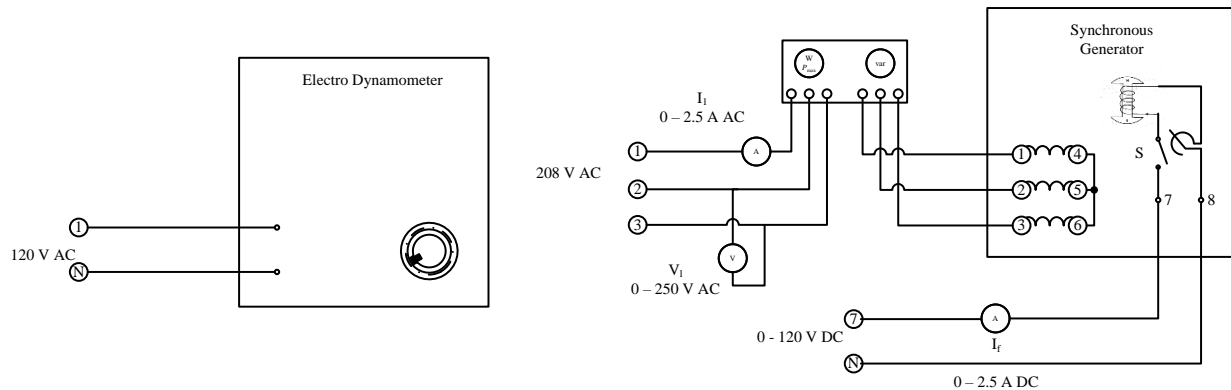 Electro Dynamometer
1
120 V AC
N
W
P
var
I₁
0 – 2.5 A AC
1
A
208 V AC
2
3
V
V₁
0 – 250 V AC
Synchronous
Generator
S
1
4
2
5
3
6
7
8
7
A
0 - 120 V DC
I_f
N
0 – 2.5 A DC